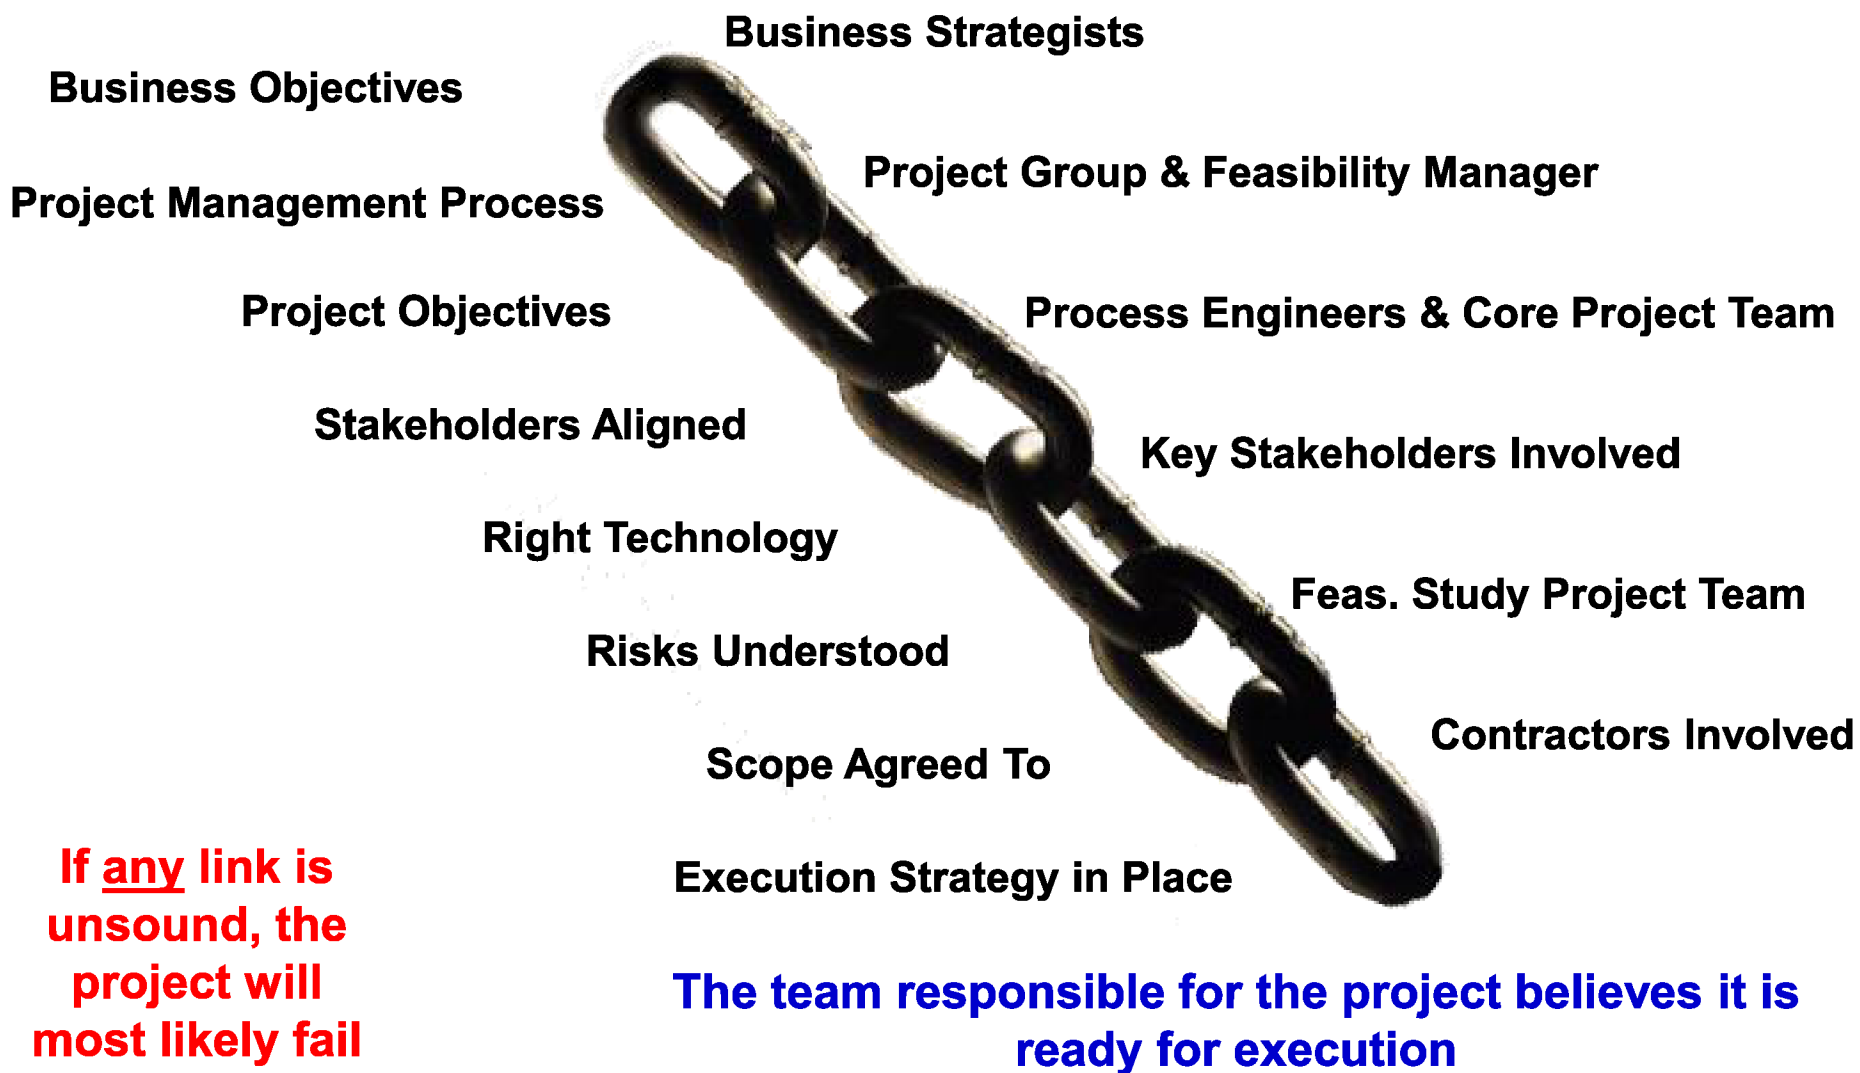 Business Strategists
Business Objectives
Project Group & Feasibility Manager
Project Management Process
Project Objectives
Process Engineers & Core Project Team
Stakeholders Aligned
Key Stakeholders Involved
Right Technology
Feas. Study Project Team
Risks Understood
Contractors Involved
Scope Agreed To
Execution Strategy in Place
If any link is
unsound, the
project will
most likely fail
The team responsible for the project believes it is
ready for execution